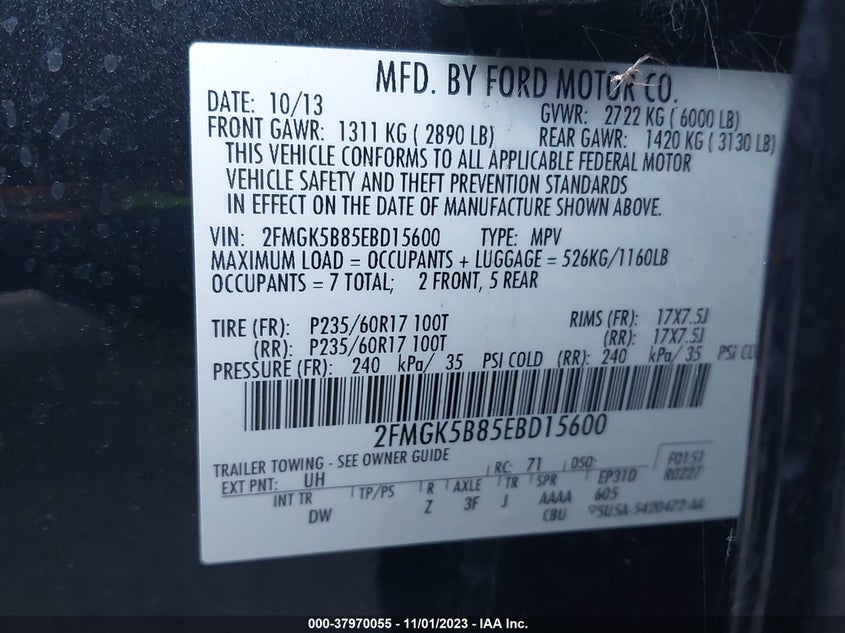 MFD. BY FORD MOTOR CO.
DATE: 10/13
GVWR: 2722 KG ( 6000 LB)
FRONT GAWR: 1311 KG ( 2890 LB)
REAR GAWR: 1420 KG ( 3130 LB)
THIS VEHICLE CONFORMS TO ALL APPLICABLE FEDERAL MOTOR
VEHICLE SAFETY AND THEFT PREVENTION STANDARDS
IN EFFECT ON THE DATE OF MANUFACTURE SHOWN ABOVE.
VIN: 2FMGK5B85EBD15600 TYPE: MPV
MAXIMUM LOAD = OCCUPANTS + LUGGAGE = 526KG/1160LB
OCCUPANTS = 7 TOTAL; 2 FRONT, 5 REAR
TIRE (FR): P235/60R17 100T RIMS (FR): 17X7.5J
(RR): P235/60R17 100T (RR): 17X7.5J
PRESSURE (FR): 240 kPa/ 35 PSI COLD (RR): 240 kPa/ 35 PSI
2FMGK5B85EBD15600
TRAILER TOWING - SEE OWNER GUIDE
EXT PNT: UH RC: 71 DSO: F0151
INT TR TP/PS R AXLE TR SPR EP31D R0227
DW Z 3F J AAAA 605
CBU
000-37970055 - 11/01/2023 - IAA Inc.